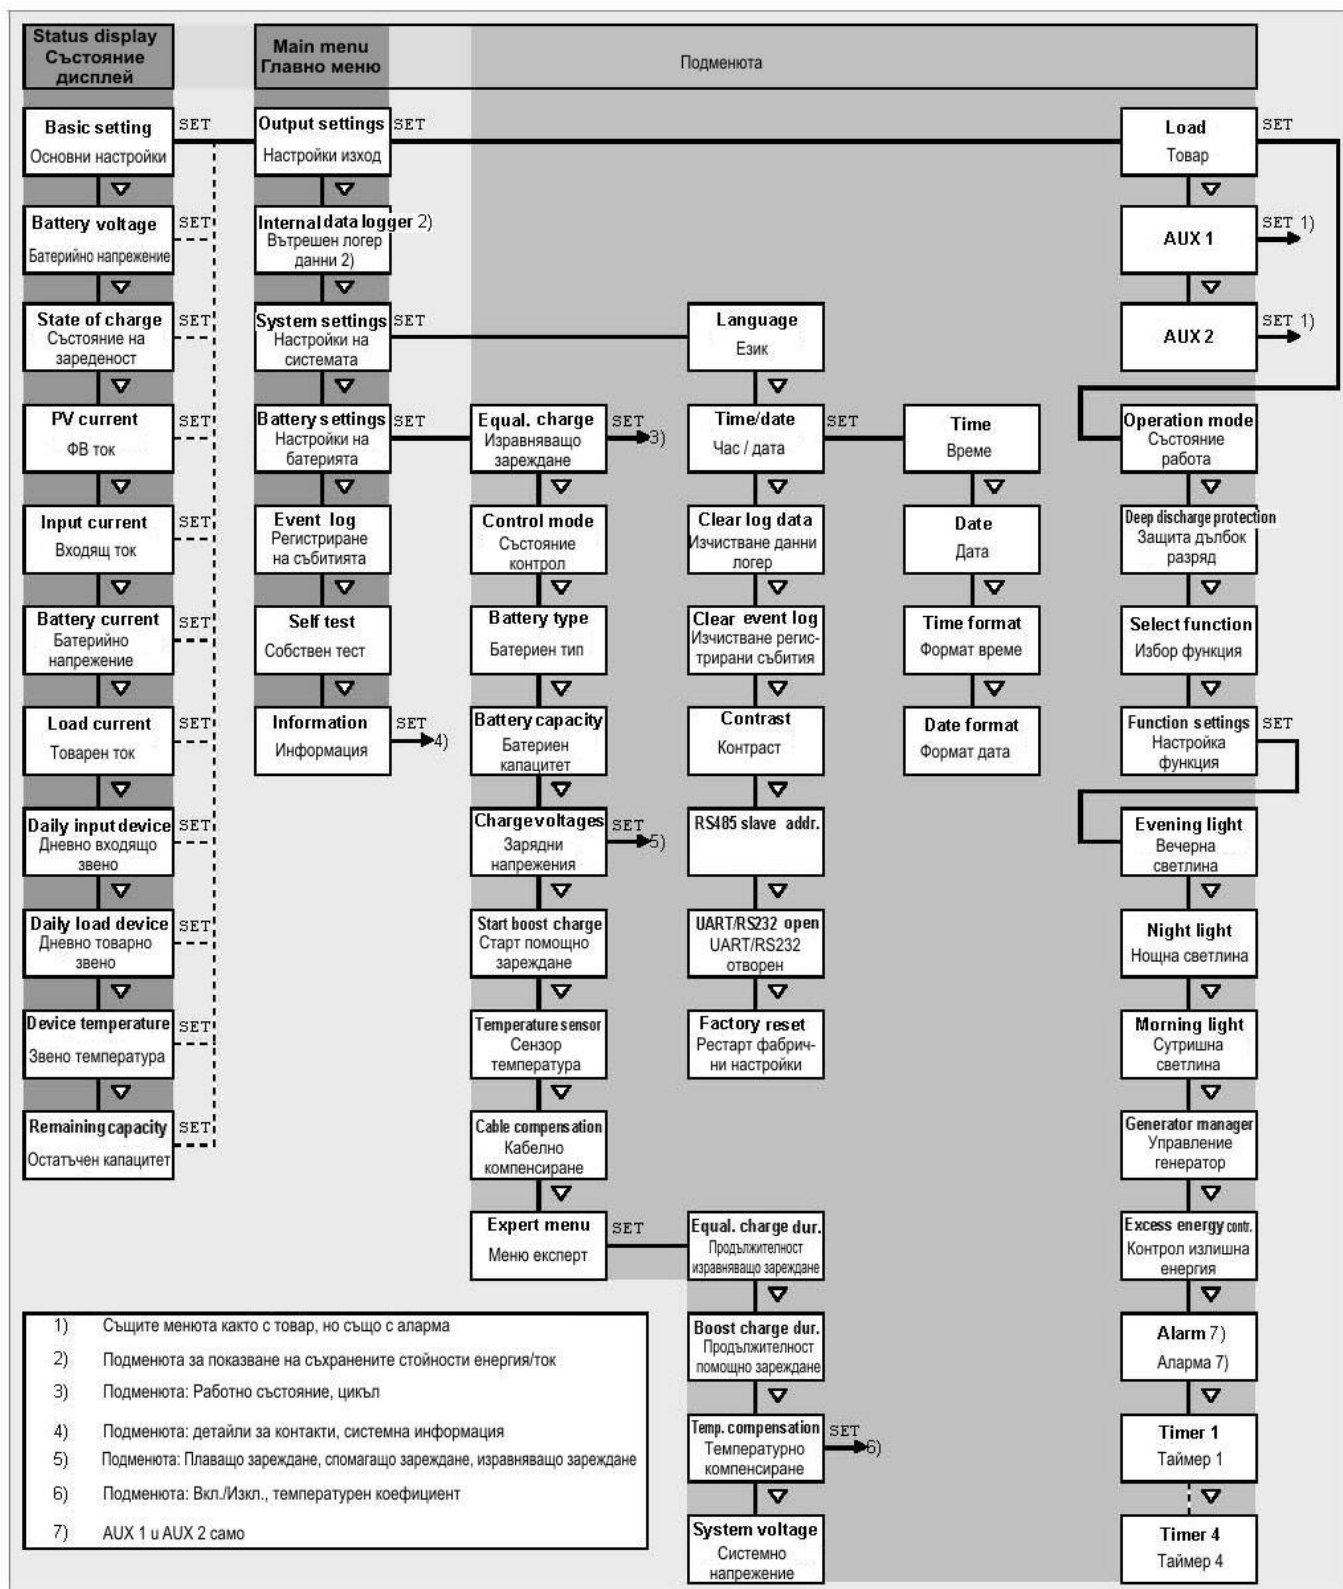 Status display
Състояние
дисплей
Main menu
Главно меню
Подменюта
Basic setting
Основни настройки
SET
Battery voltage
Батерийно напрежение
SET
State of charge
Състояние на
зареденост
SET
PV current
ФВ ток
SET
Input current
Входящ ток
SET
Battery current
Батерийно
напрежение
SET
Load current
Товарен ток
SET
Daily input device
Дневно входящо
звено
SET
Daily load device
Дневно товарно
звено
SET
Device temperature
Звено температура
SET
Remaining capacity
Остатъчен капацитет
SET
Output settings
Настройки изход
SET
Internal data logger 2)
Вътрешен логер
данни 2)
System settings
Настройки на
системата
SET
Battery settings
Настройки на
батерията
SET
Event log
Регистриране
на събитията
Self test
Собствен тест
Information
Информация
SET
4)
Equal. charge
Изравняващо
зареждане
SET
3)
Control mode
Състояние
контрол
Battery type
Батериен тип
Battery capacity
Батериен
капацитет
Charge voltages
Зарядни
напрежения
SET
5)
Start boost charge
Старт помощно
зареждане
Temperature sensor
Сензор
температура
Cable compensation
Кабелно
компенсиране
Expert menu
Меню експерт
SET
Language
Език
Time/date
Час / дата
SET
Clear log data
Изчистване данни
логер
Clear event log
Изчистване регис-
трирани събития
Contrast
Контраст
RS485 slave addr.
UART/RS232 open
UART/RS232
отворен
Factory reset
Рестарт фабрич-
ни настройки
Equal. charge dur.
Продължителност
изравняващо зареждане
Boost charge dur.
Продължителност
помощно зареждане
Temp. compensation
Температурно
компенсиране
SET
6)
System voltage
Системно
напрежение
Time
Време
Date
Дата
Time format
Формат време
Date format
Формат дата
Load
Товар
SET
AUX 1
SET 1)
AUX 2
SET 1)
Operation mode
Състояние
работа
Deep discharge protection
Защита дълбок
разряд
Select function
Избор функция
Function settings
Настройка
функция
SET
Evening light
Вечерна
светлина
Night light
Нощна светлина
Morning light
Сутришна
светлина
Generator manager
Управление
генератор
Excess energy contr.
Контрол излишна
енергия
Alarm 7)
Аларма 7)
Timer 1
Таймер 1
Timer 4
Таймер 4
1) Същите менюта както с товар, но също с аларма
2) Подменюта за показване на съхранените стойности енергия/ток
3) Подменюта: Работно състояние, цикъл
4) Подменюта: детайли за контакти, системна информация
5) Подменюта: Плаващо зареждане, спомагащо зареждане, изравняващо зареждане
6) Подменюта: Вкл./Изкл., температурен коефициент
7) AUX 1 и AUX 2 само